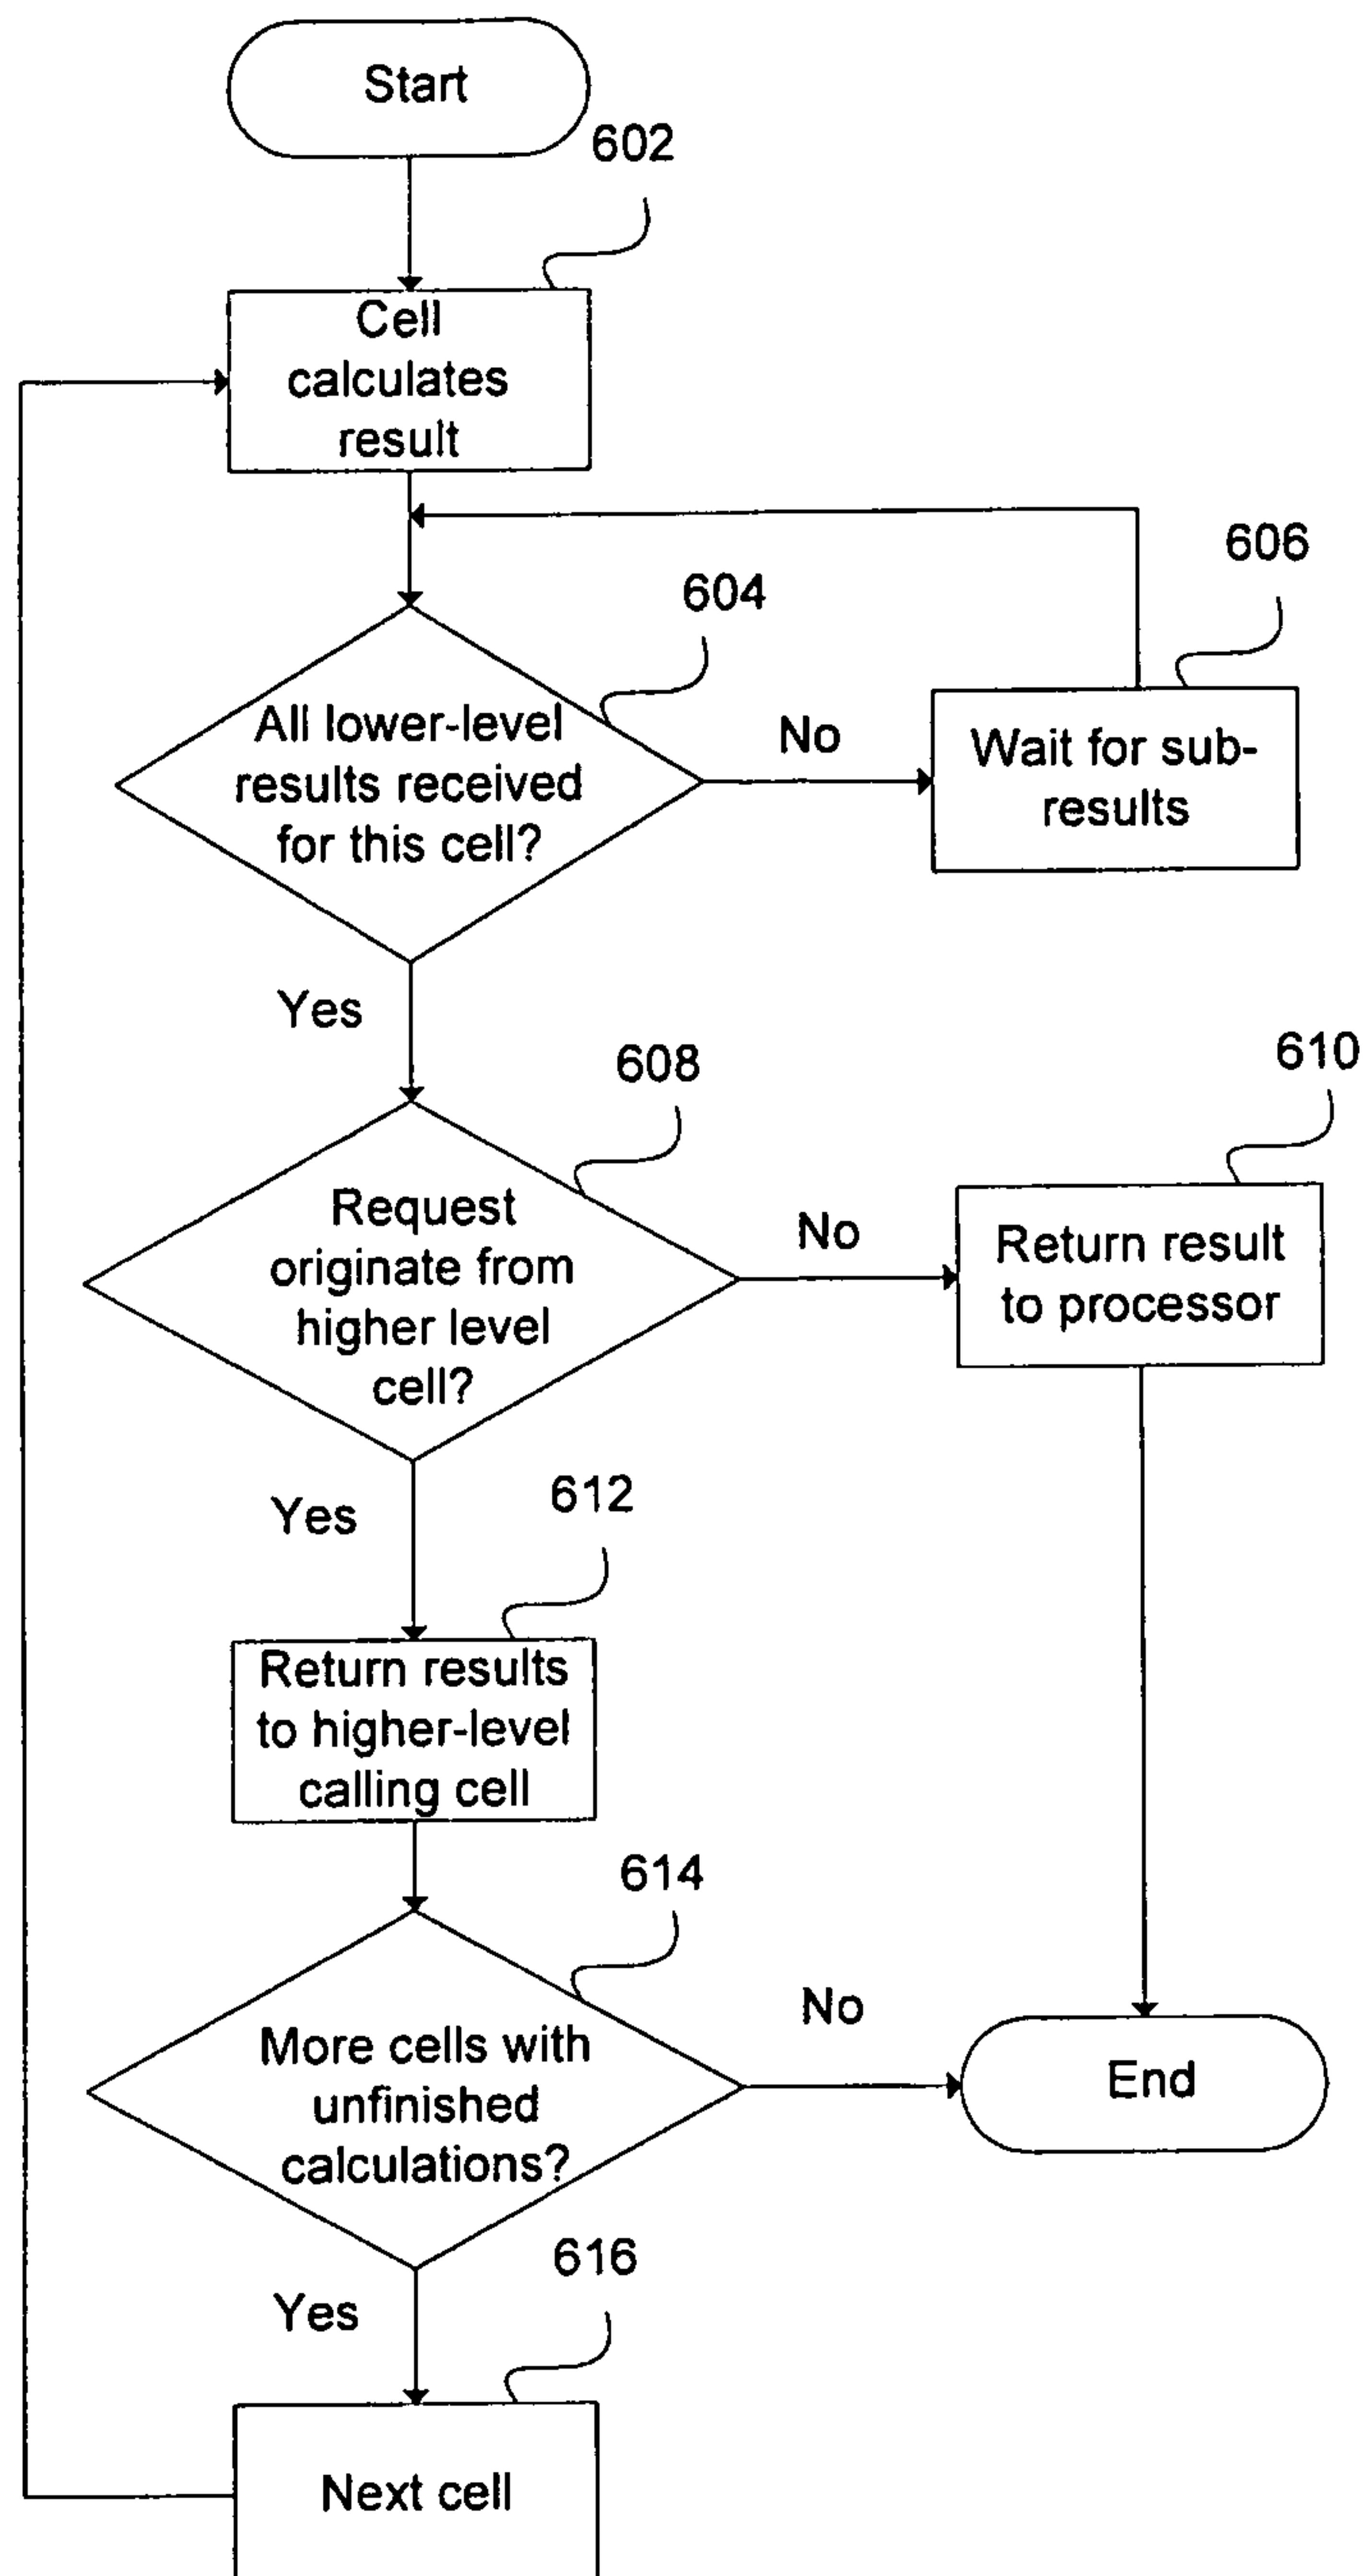 Start
602
Cell
calculates
result
606
604
All lower-level
results received
for this cell?
No
Wait for sub-
results
Yes
608
610
Request
originate from
higher level
cell?
No
Return result
to processor
Yes
612
Return results
to higher-level
calling cell
614
More cells with
unfinished
calculations?
No
End
616
Yes
Next cell